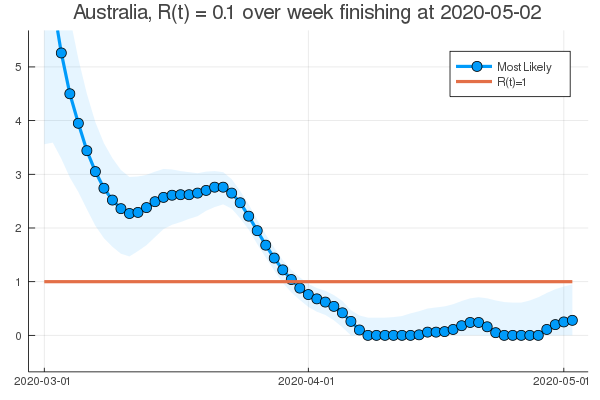 Australia, R(t) = 0.1 over week finishing at 2020-05-02
Most Likely
R(t)=1
5
4
3
2
1
0
2020-03-01 2020-04-01 2020-05-01